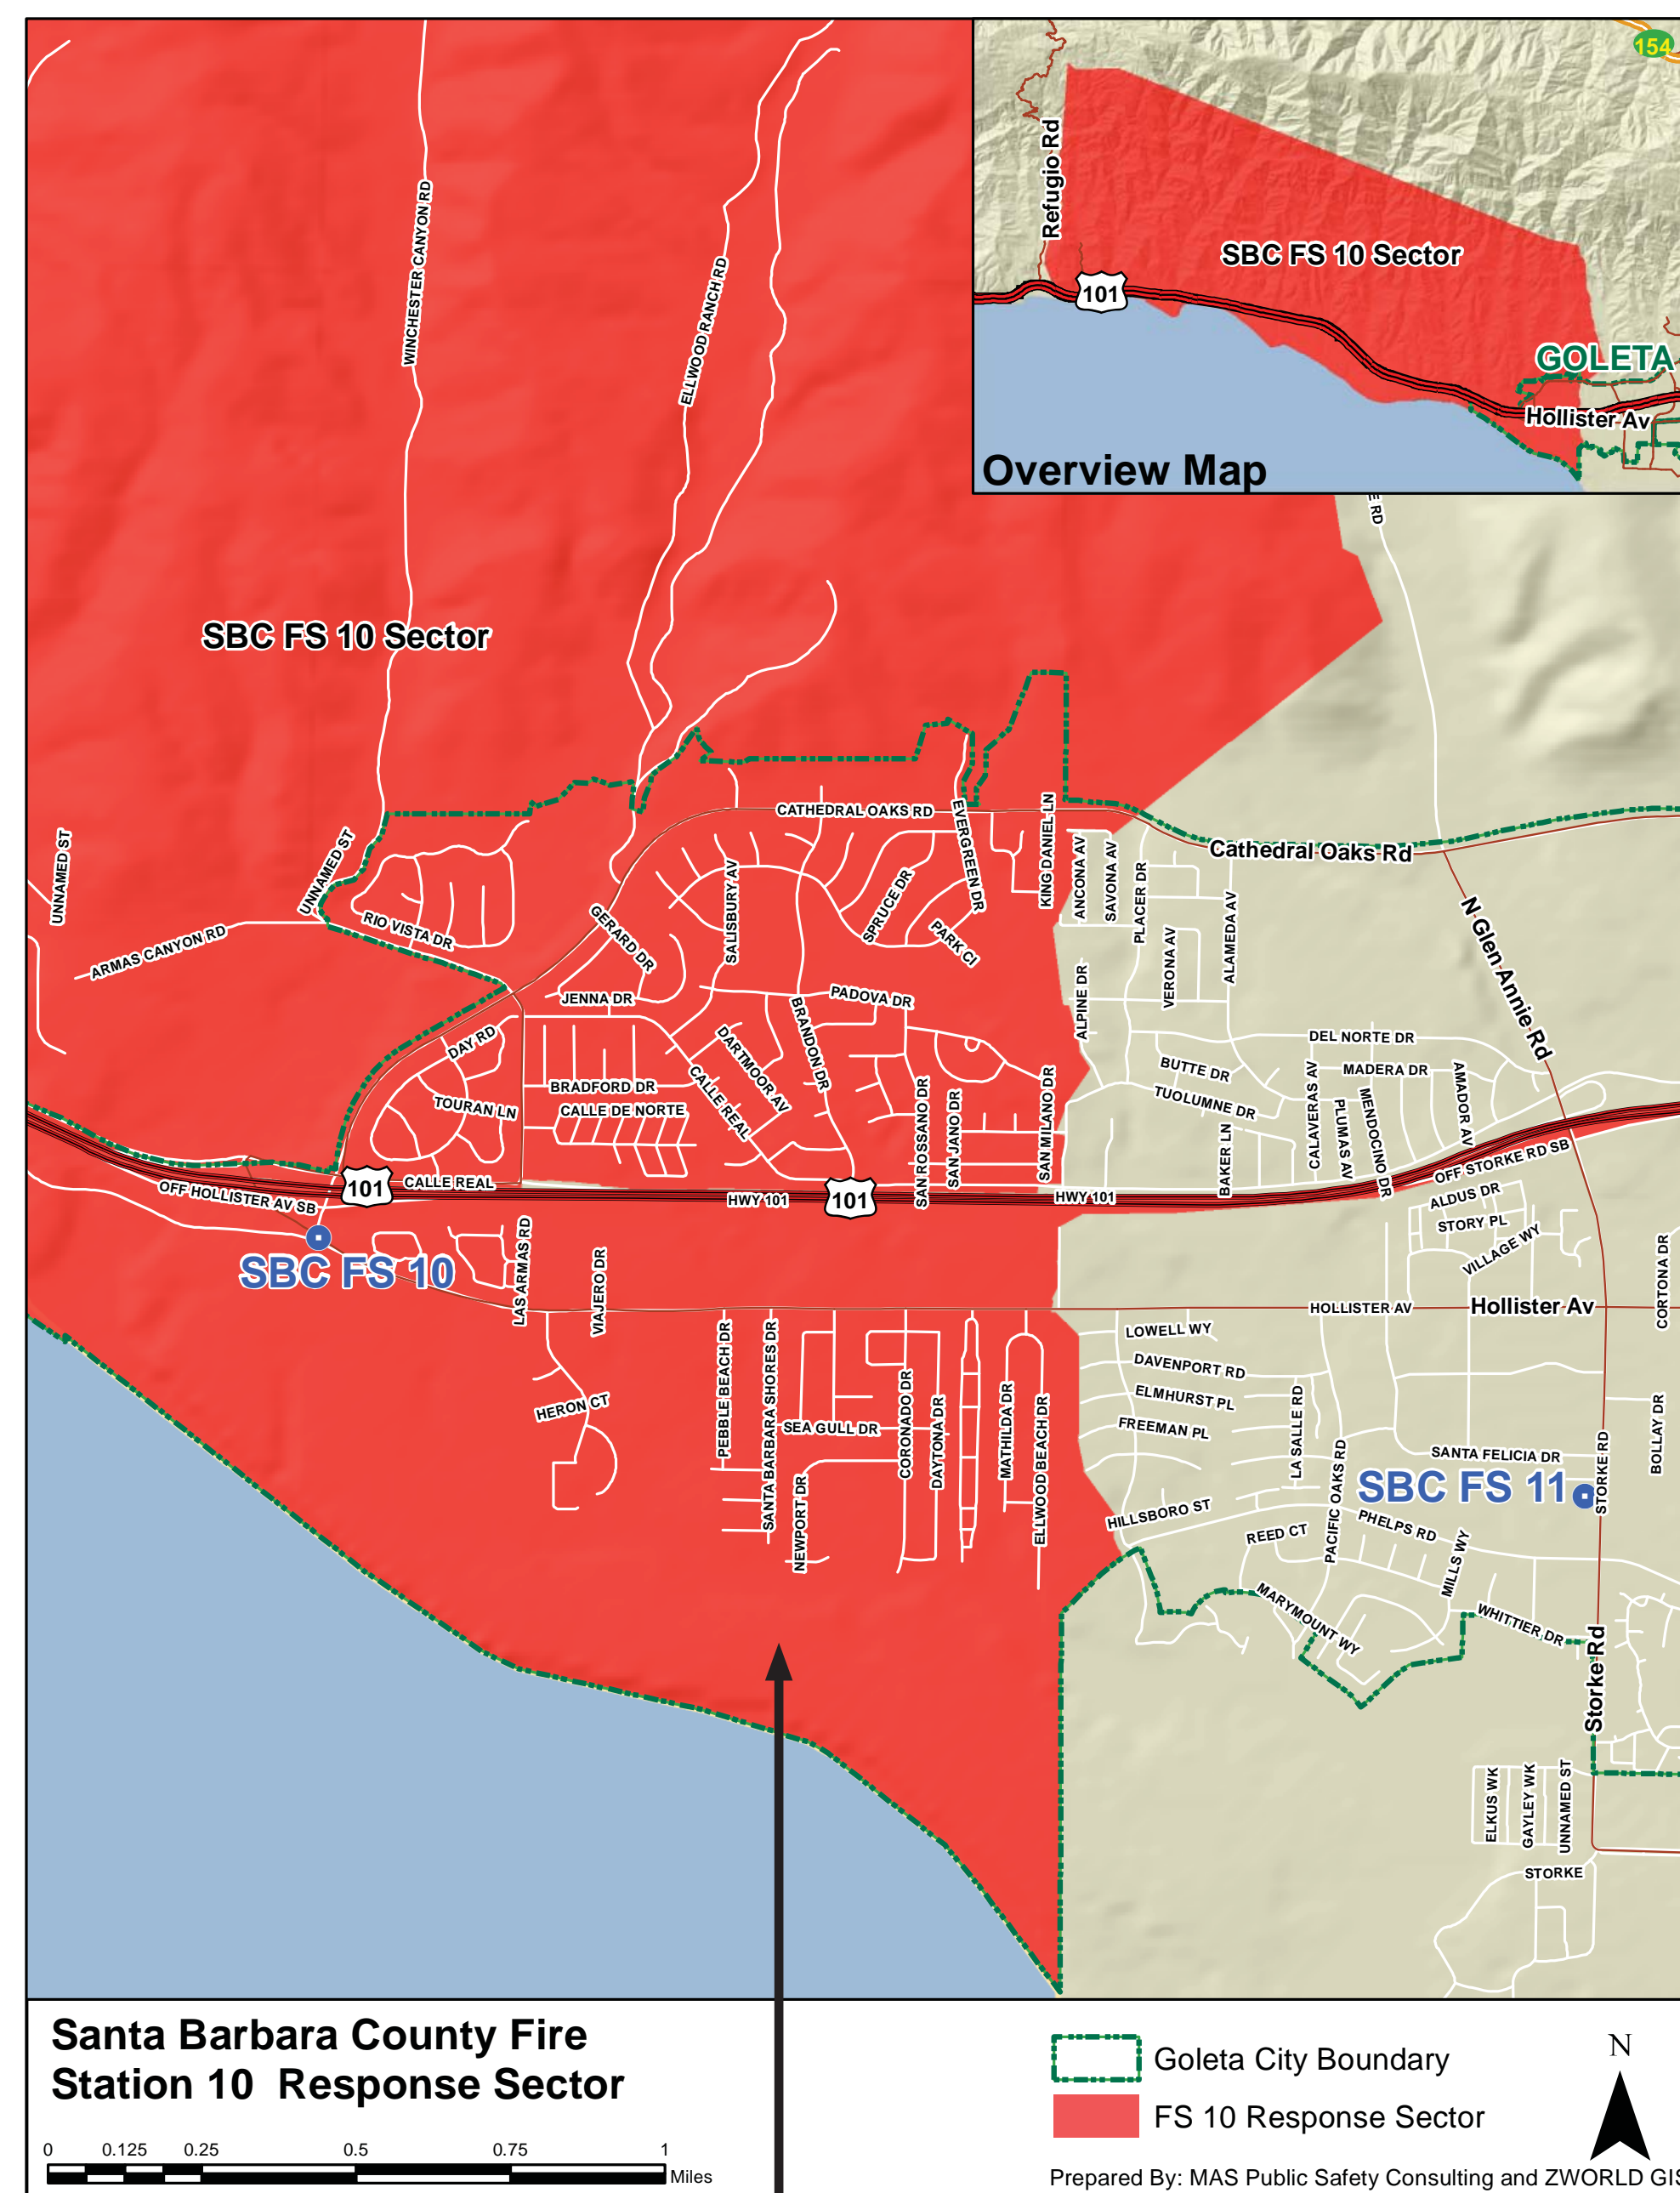 154
Refugio Rd
SBC FS 10 Sector
101
GOLETA
Hollister Av
Overview Map
E RD
WINCHESTER CANYON RD
ELLWOOD RANCH RD
SBC FS 10 Sector
CATHEDRAL OAKS RD
EVERGREEN DR
KING DANIEL LN
ANCONA AV
SAVONA AV
PLACER DR
Cathedral Oaks Rd
UNNAMED ST
UNNAMED ST
RIO VISTA DR
ARMAS CANYON RD
GERARD DR
SALISBURY AV
SPRUCE DR
PARK CI
VERONA AV
ALAMEDA AV
N Glen Annie Rd
ALPINE DR
JENNA DR
PADOVA DR
BRANDON DR
DAY RD
DARTMOOR AV
CALLE REAL
BRADFORD DR
TOURAN LN
CALLE DE NORTE
SAN ROSSANO DR
SAN JANO DR
SAN MILANO DR
DEL NORTE DR
BUTTE DR
MADERA DR
TUOLUMNE DR
CALAVERAS AV
PLUMAS AV
MENDOCINO DR
AMADOR AV
BAKER LN
OFF STORKE RD SB
101
CALLE REAL
OFF HOLLISTER AV SB
HWY 101
101
HWY 101
ALDUS DR
STORY PL
VILLAGE WY
CORTONA DR
SBC FS 10
LAS ARMAS RD
VIAJERO DR
HOLLISTER AV
Hollister Av
PEBBLE BEACH DR
SANTA BARBARA SHORES DR
LOWELL WY
DAVENPORT RD
ELMHURST PL
FREEMAN PL
HERON CT
SEA GULL DR
NEWPORT DR
CORONADO DR
DAYTONA DR
MATHILDA DR
ELLWOOD BEACH DR
LA SALLE RD
PACIFIC OAKS RD
SANTA FELICIA DR
STORKE RD
BOLLAY DR
SBC FS 11
HILLSBORO ST
REED CT
PHELPS RD
MILLS WY
MARYMOUNT WY
WHITTIER DR
Storke Rd
ELKUS WK
GAYLEY WK
UNNAMED ST
STORKE
Santa Barbara County Fire
Station 10 Response Sector
0 0.125 0.25 0.5 0.75 1
Miles
Goleta City Boundary
FS 10 Response Sector
N
Prepared By: MAS Public Safety Consulting and ZWORLD GIS